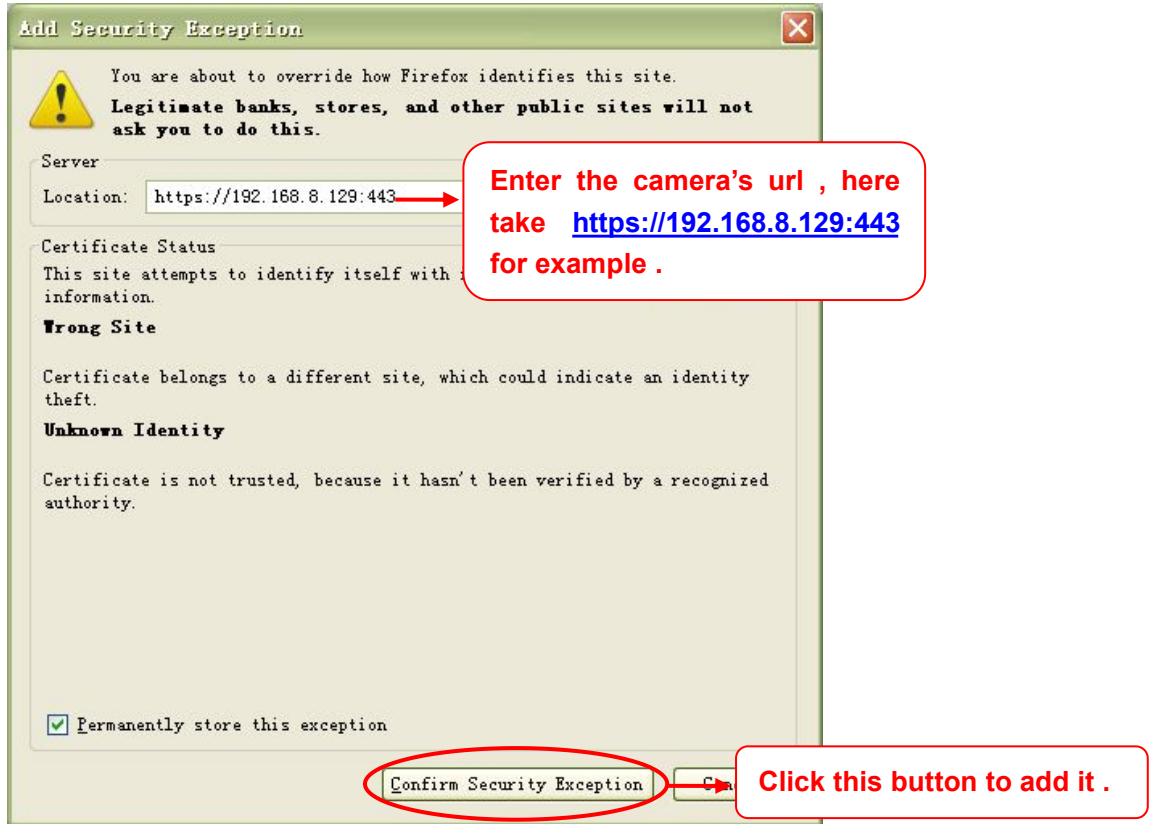 Add Security Exception
You are about to override how Firefox identifies this site.
Legitimate banks, stores, and other public sites will not
ask you to do this.
Server
Location: https://192.168.8.129:443
Enter the camera's url , here
take https://192.168.8.129:443
for example .
Certificate Status
This site attempts to identify itself with
information.
Wrong Site
Certificate belongs to a different site, which could indicate an identity
theft.
Unknown Identity
Certificate is not trusted, because it hasn't been verified by a recognized
authority.
Permanently store this exception
Confirm Security Exception
Click this button to add it .